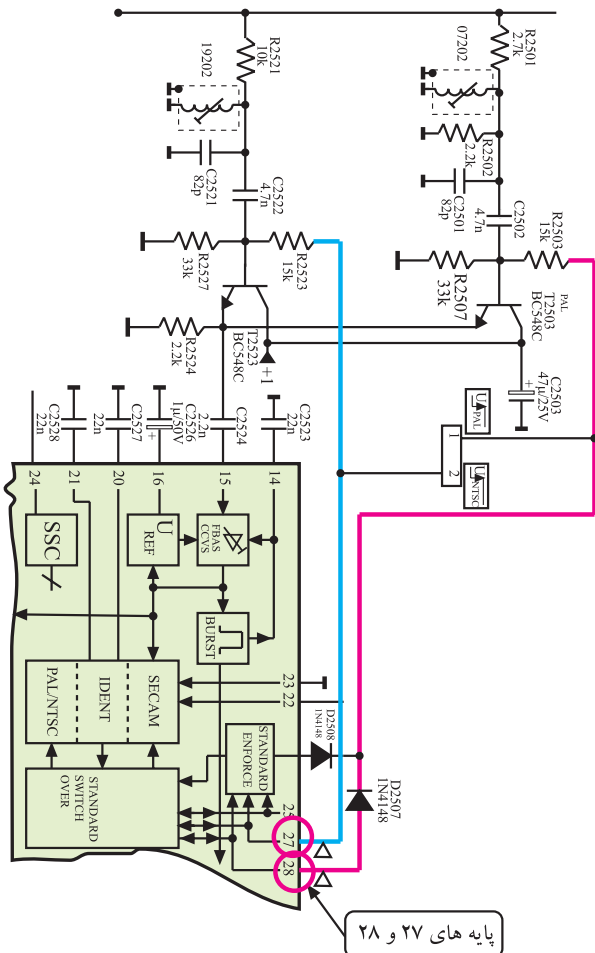 R2521
10k
19202
R2501
2.7k
07202
R2502
2.2k
C2521
82p
C2501
82p
C2522
4.7n
C2502
4.7n
R2503
15k
R2527
33k
R2523
15k
R2507
33k
PAL
T2503
BC548C
R2524
2.2k
T2523
BC548C
+1
C2503
47µ/25V
+
U PAL
1
2
U NTSC
C2528
22n
C2527
22n
C2526
1µ/50V
+
C2524
2.2n
C2523
22n
24
21
20
16
15
14
SSC
U
REF
FBAS
CCVS
BURST
PAL/NTSC
IDENT
SECAM
23
22
STANDARD
SWITCH
OVER
STANDARD
ENFORCE
D2508
1N4148
D2507
1N4148
25
27
28
پایه های ۲۷ و ۲۸